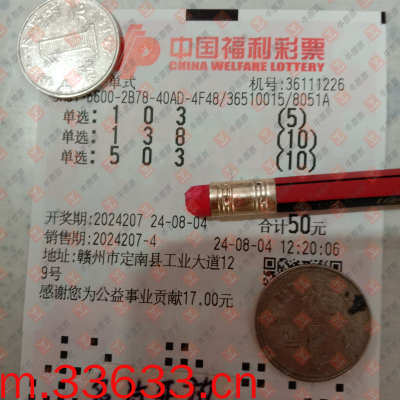 中国福利彩票
CHINA WELFARE LOTTERY
单式 机号:36111226
6600-2B78-40AD-4F48/36510015/8051A
单选: 1 0 3 (5)
单选: 1 3 8 (10)
单选: 5 0 3 (10)
开奖期:2024207 24-08-04 合计50元
销售期:2024207-4 24-08-04 12:20:06
地址:赣州市定南县工业大道12
9号
感谢您为公益事业贡献17.00元
m.33633.cn